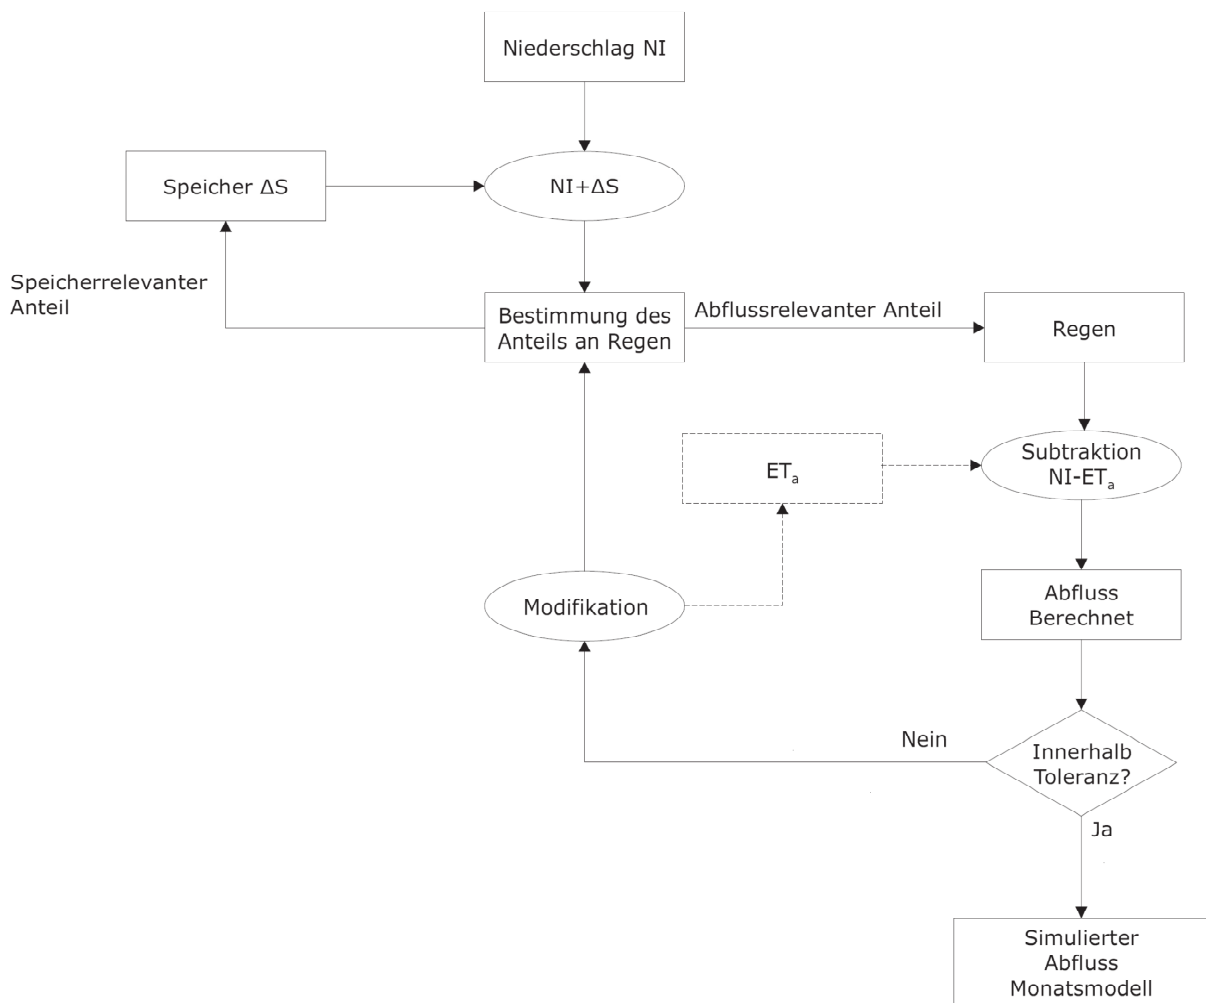 Niederschlag NI
Speicher ΔS
NI+ΔS
Speicherrelevanter
Anteil
Bestimmung des
Anteils an Regen
Abflussrelevanter Anteil
Regen
ETa
Subtraktion
NI-ETa
Modifikation
Abfluss
Berechnet
Nein
Innerhalb
Toleranz?
Ja
Simulierter
Abfluss
Monatsmodell